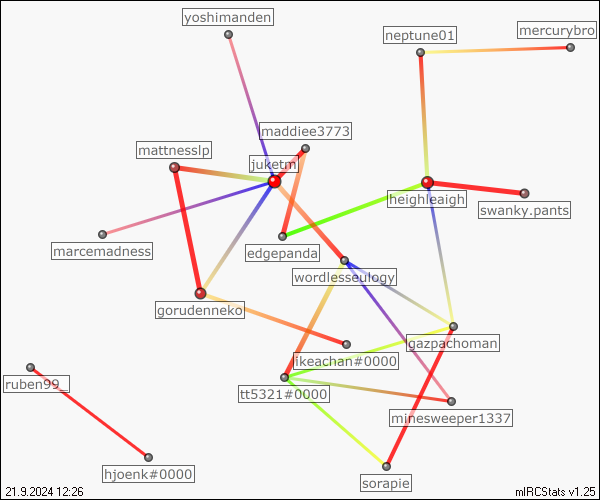 yoshimanden
mercurybro
neptune01
maddiee3773
mattnesslp
juketm
heighleaigh
swanky.pants
marcemadness
edgepanda
wordlesseulogy
gorudenneko
gazpachoman
ikeachan#0000
ruben99_
tt5321#0000
minesweeper1337
hjoenk#0000
sorapie
21.9.2024 12:26
mIRCStats v1.25